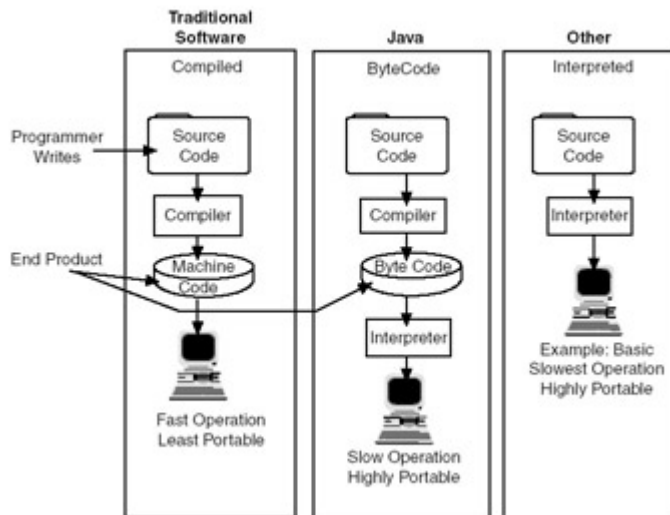 Traditional
Software
Compiled
Programmer
Writes
Source
Code
Compiler
End Product
Machine
Code
Fast Operation
Least Portable
Java
ByteCode
Source
Code
Compiler
Byte Code
Interpreter
Slow Operation
Highly Portable
Other
Interpreted
Source
Code
Interpreter
Example: Basic
Slowest Operation
Highly Portable